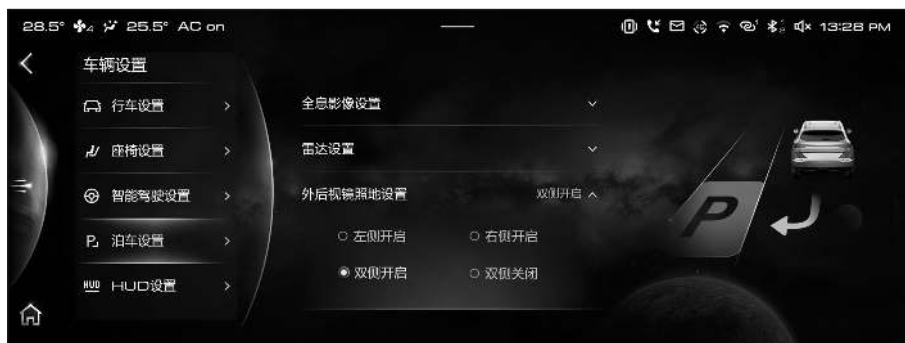 28.5° 25.5° AC on 13:28 PM
车辆设置
行车设置
座椅设置
智能驾驶设置
泊车设置
HUD HUD设置
全息影像设置
雷达设置
外后视镜照地设置 双侧开启
左侧开启 右侧开启
双侧开启 双侧关闭
P